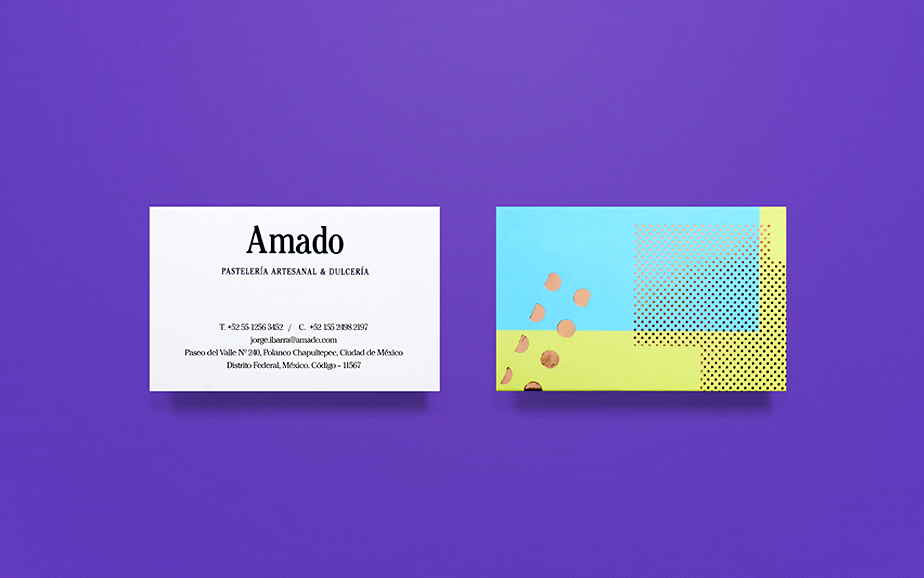 Amado
PASTELERÍA ARTESANAL & DULCERÍA
T. +52 55 1256 3452 / C. +52 155 2498 2197
jorge.ibarra@amado.com
Paseo del Valle Nº 240, Polanco Chapultepec, Ciudad de México
Distrito Federal, México. Código – 11567